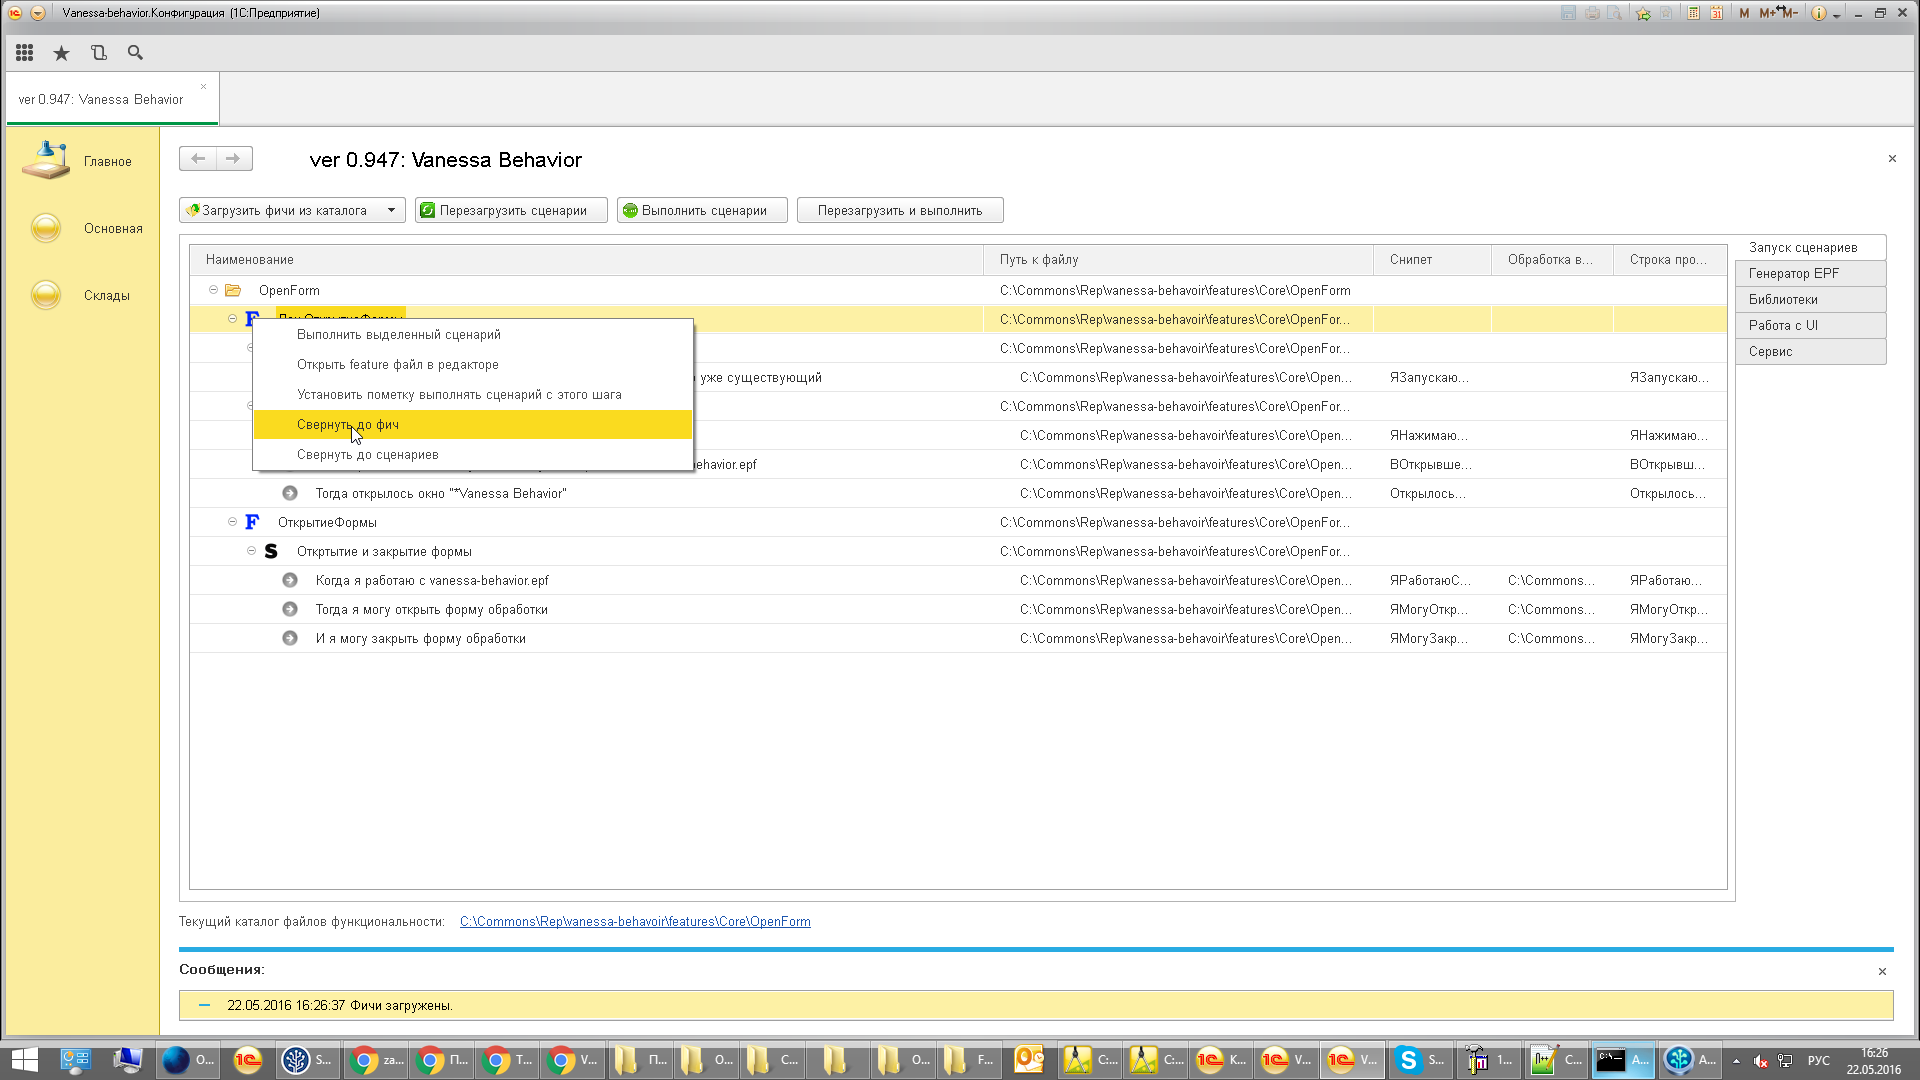 Vanessa-behavior.Конфигурация (1С:Предприятие)
M M+ M-
ver 0.947: Vanessa Behavior
Главное
Основная
Склады
ver 0.947: Vanessa Behavior
Загрузить фичи из каталога
Перезагрузить сценарии
Выполнить сценарии
Перезагрузить и выполнить
Наименование Путь к файлу Снипет Обработка в... Строка про...
OpenForm C:\Commons\Rep\vanessa-behavoir\features\Core\OpenForm
C:\Commons\Rep\vanessa-behavoir\features\Core\OpenFor...
C:\Commons\Rep\vanessa-behavoir\features\Core\OpenFor...
уже существующий C:\Commons\Rep\vanessa-behavoir\features\Core\Open... ЯЗапускаю... ЯЗапускаю...
C:\Commons\Rep\vanessa-behavoir\features\Core\OpenFor...
C:\Commons\Rep\vanessa-behavoir\features\Core\Open... ЯНажимаю... ЯНажимаю...
ehavior.epf C:\Commons\Rep\vanessa-behavoir\features\Core\Open... ВОткрывше... ВОткрывш...
Тогда открылось окно "*Vanessa Behavior" C:\Commons\Rep\vanessa-behavoir\features\Core\Open... Открылось... Открылось...
F ОткрытиеФормы C:\Commons\Rep\vanessa-behavoir\features\Core\OpenFor...
S Откртытие и закрытие формы C:\Commons\Rep\vanessa-behavoir\features\Core\OpenFor...
Когда я работаю с vanessa-behavior.epf C:\Commons\Rep\vanessa-behavoir\features\Core\Open... ЯРаботаюС... C:\Commons... ЯРаботаю...
Тогда я могу открыть форму обработки C:\Commons\Rep\vanessa-behavoir\features\Core\Open... ЯМогуОткр... C:\Commons... ЯМогуОткр...
И я могу закрыть форму обработки C:\Commons\Rep\vanessa-behavoir\features\Core\Open... ЯМогуЗакр... C:\Commons... ЯМогуЗакр...
Выполнить выделенный сценарий
Открыть feature файл в редакторе
Установить пометку выполнять сценарий с этого шага
Свернуть до фич
Свернуть до сценариев
Запуск сценариев
Генератор EPF
Библиотеки
Работа с UI
Сервис
Текущий каталог файлов функциональности: C:\Commons\Rep\vanessa-behavoir\features\Core\OpenForm
Сообщения:
22.05.2016 16:26:37 Фичи загружены.
O... S... za... П... T... V... П... O... C... O... F... C:... C:... K... V... V... S... 1... C... A... A... РУС 16:26
22.05.2016